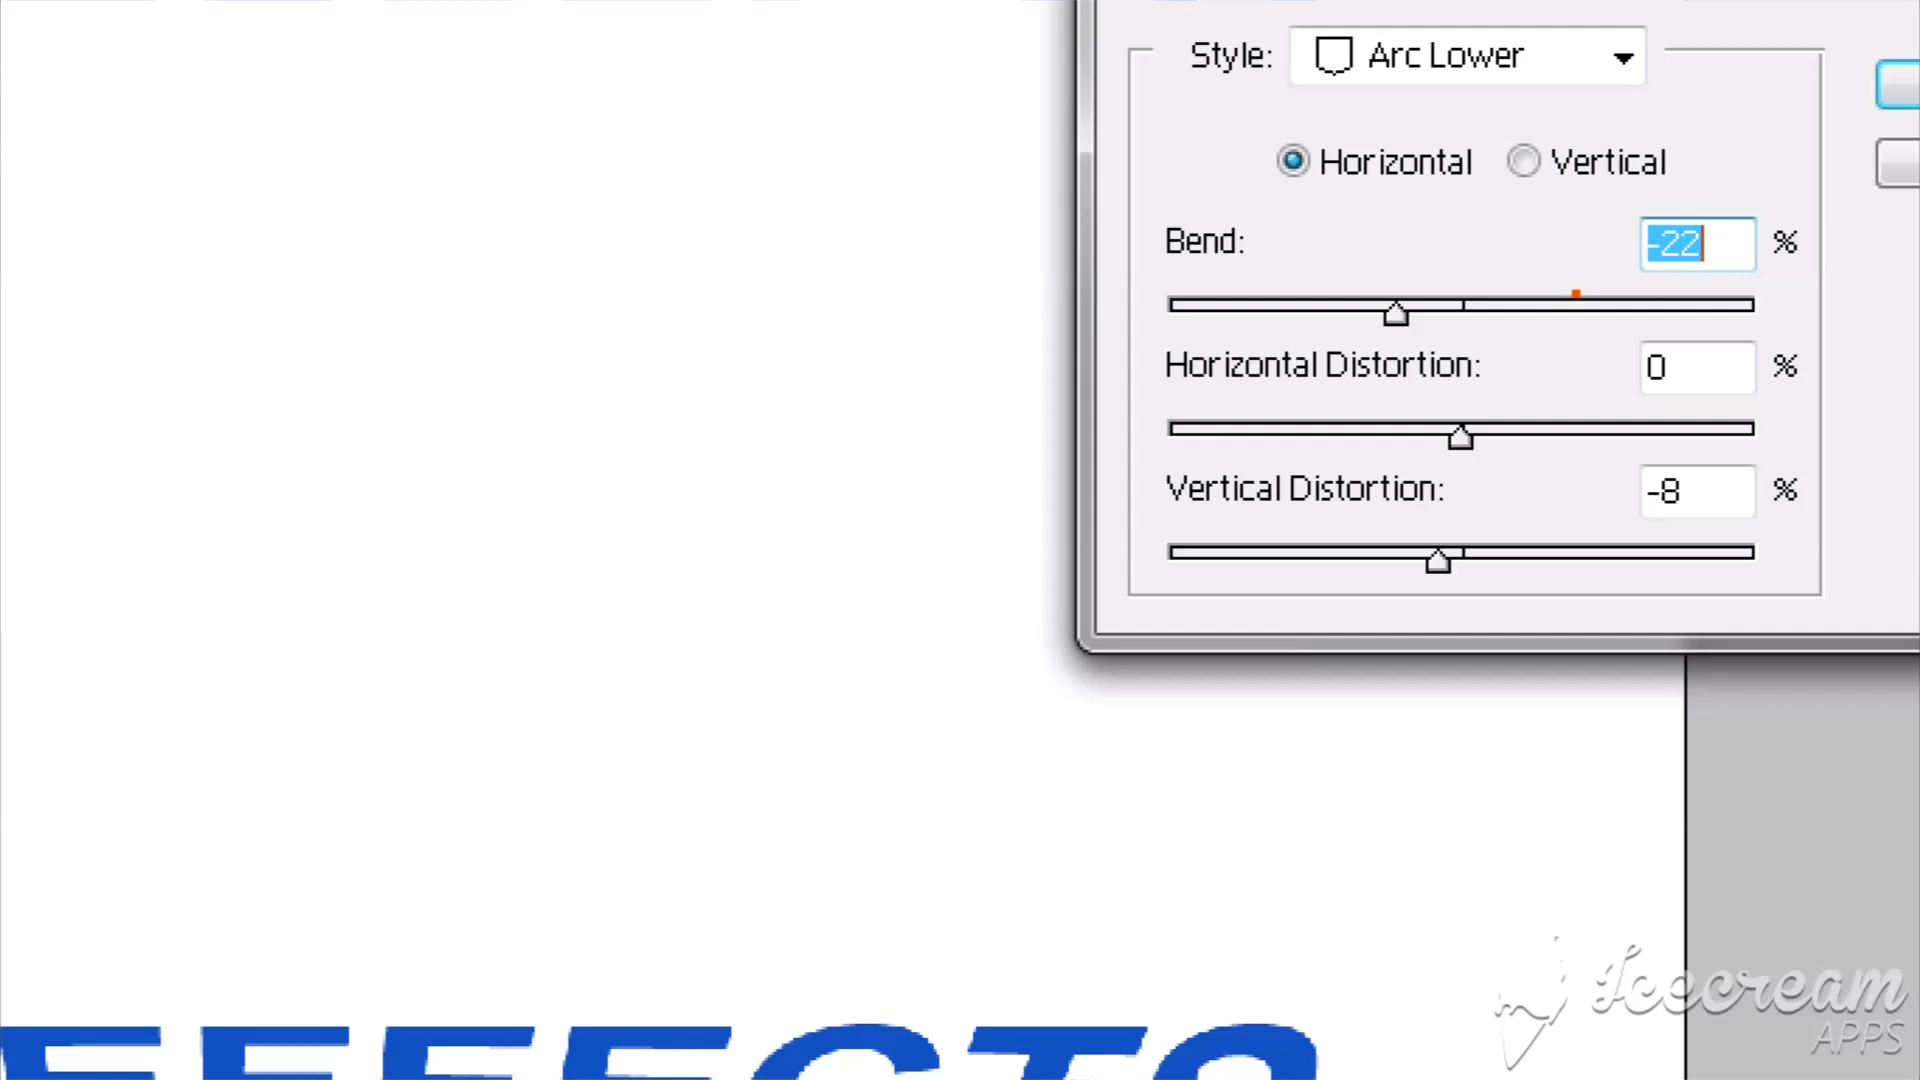 Style: Arc Lower
Horizontal Vertical
Bend: -22 %
Horizontal Distortion: 0 %
Vertical Distortion: -8 %
Icecream
APPS